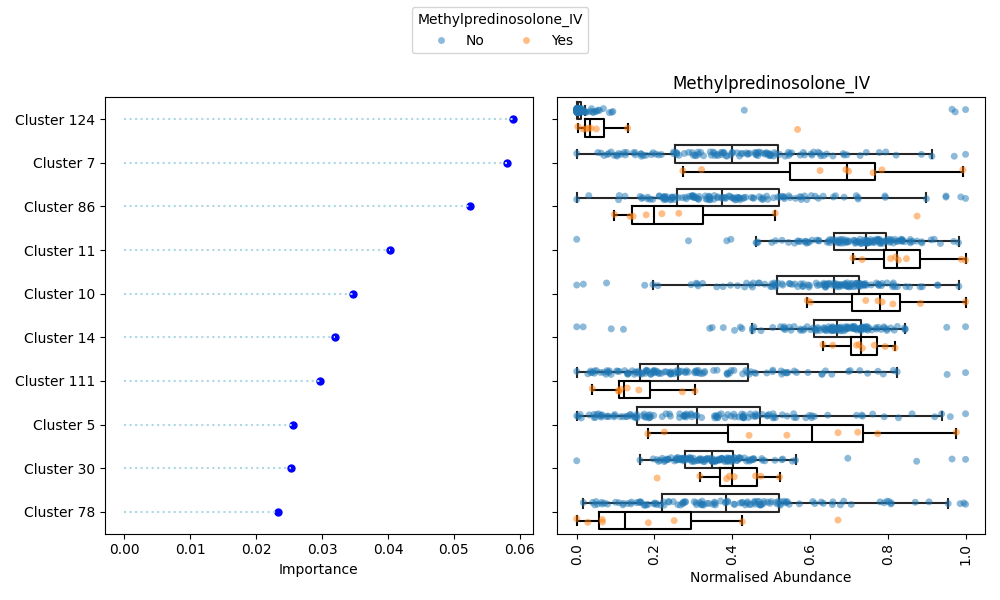 Methylpredinosolone_IV
No Yes
Methylpredinosolone_IV
Cluster 124
Cluster 7
Cluster 86
Cluster 11
Cluster 10
Cluster 14
Cluster 111
Cluster 5
Cluster 30
Cluster 78
0.00 0.01 0.02 0.03 0.04 0.05 0.06
Importance
0.0 0.2 0.4 0.6 0.8 1.0
Normalised Abundance